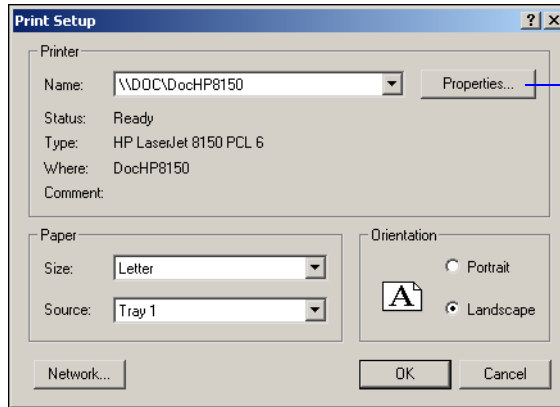 Print Setup
Printer
Name: \\DOC\DocHP8150 Properties...
Status: Ready
Type: HP LaserJet 8150 PCL 6
Where: DocHP8150
Comment:
Paper
Size: Letter
Source: Tray 1
Orientation
A
Portrait
Landscape
Network... OK Cancel